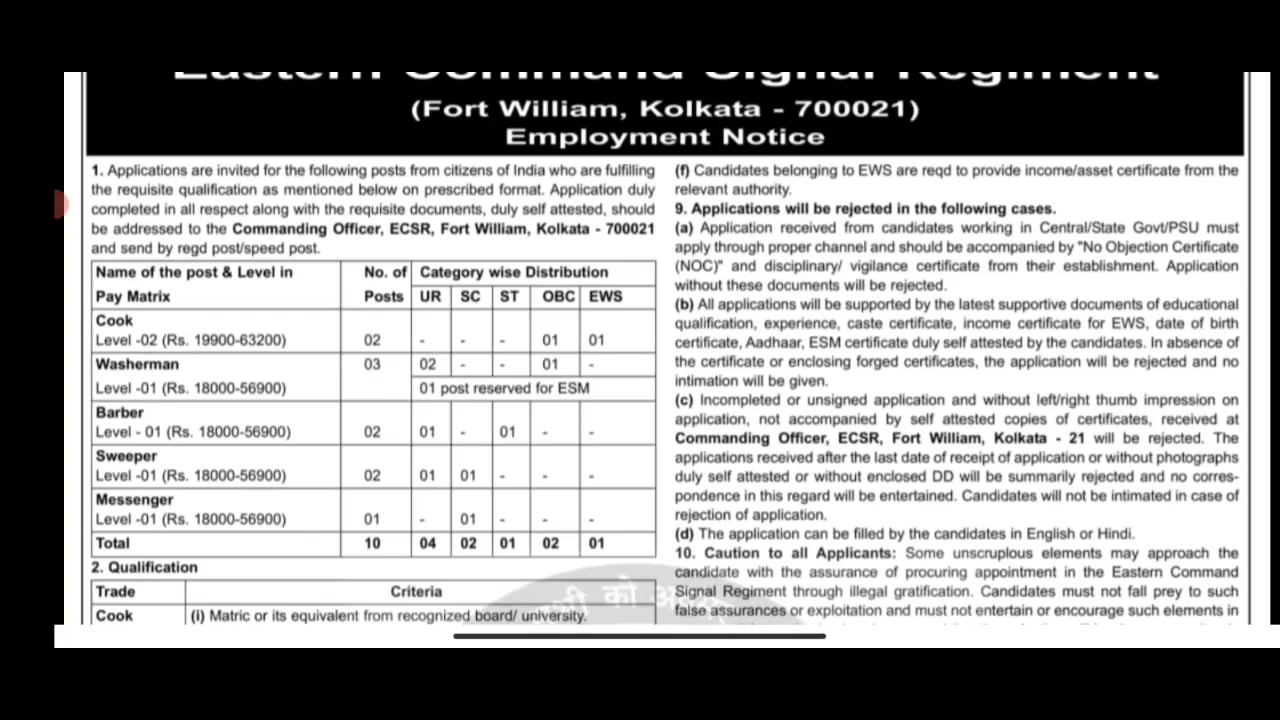 Eastern Command Signal Regiment
(Fort William, Kolkata - 700021)
Employment Notice
1. Applications are invited for the following posts from citizens of India who are fulfilling
the requisite qualification as mentioned below on prescribed format. Application duly
completed in all respect along with the requisite documents, duly self attested, should
be addressed to the Commanding Officer, ECSR, Fort William, Kolkata - 700021
and send by regd post/speed post.
Name of the post & Level in Pay Matrix No. of Posts Category wise Distribution
UR SC ST OBC EWS
Cook
Level -02 (Rs. 19900-63200) 02 - - - 01 01
Washerman 03 02 - - 01 -
Level -01 (Rs. 18000-56900) 01 post reserved for ESM
Barber
Level - 01 (Rs. 18000-56900) 02 01 - 01 - -
Sweeper
Level -01 (Rs. 18000-56900) 02 01 01 - - -
Messenger
Level -01 (Rs. 18000-56900) 01 - 01 - - -
Total 10 04 02 01 02 01
2. Qualification
Trade Criteria
Cook (i) Matric or its equivalent from recognized board/ university.
(f) Candidates belonging to EWS are reqd to provide income/asset certificate from the
relevant authority.
9. Applications will be rejected in the following cases.
(a) Application received from candidates working in Central/State Govt/PSU must
apply through proper channel and should be accompanied by "No Objection Certificate
(NOC)" and disciplinary/ vigilance certificate from their establishment. Application
without these documents will be rejected.
(b) All applications will be supported by the latest supportive documents of educational
qualification, experience, caste certificate, income certificate for EWS, date of birth
certificate, Aadhaar, ESM certificate duly self attested by the candidates. In absence of
the certificate or enclosing forged certificates, the application will be rejected and no
intimation will be given.
(c) Incompleted or unsigned application and without left/right thumb impression on
application, not accompanied by self attested copies of certificates, received at
Commanding Officer, ECSR, Fort William, Kolkata - 21 will be rejected. The
applications received after the last date of receipt of application or without photographs
duly self attested or without enclosed DD will be summarily rejected and no corres-
pondence in this regard will be entertained. Candidates will not be intimated in case of
rejection of application.
(d) The application can be filled by the candidates in English or Hindi.
10. Caution to all Applicants: Some unscruplous elements may approach the
candidate with the assurance of procuring appointment in the Eastern Command
Signal Regiment through illegal gratification. Candidates must not fall prey to such
false assurances or exploitation and must not entertain or encourage such elements in